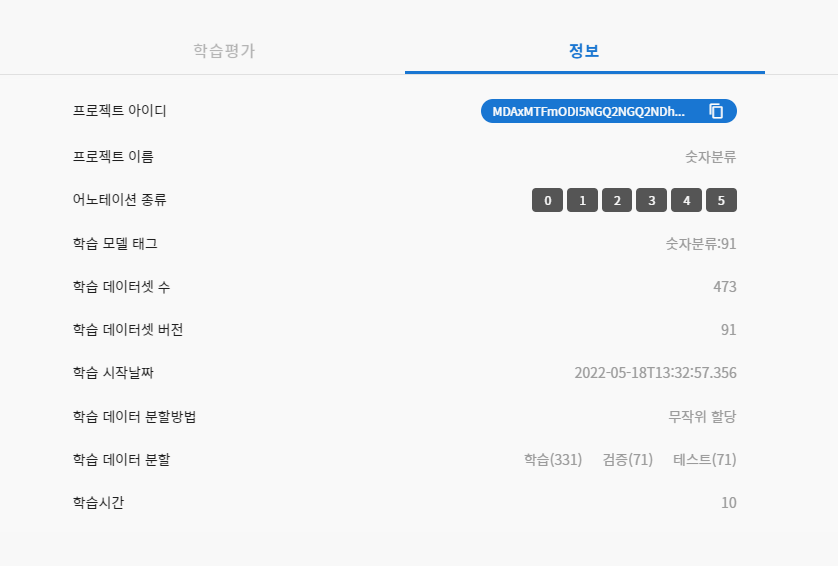 학습평가 정보
프로젝트 아이디 MDAxMTFmODI5NGQ2NGQ2NDh...
프로젝트 이름 숫자분류
어노테이션 종류 0 1 2 3 4 5
학습 모델 태그 숫자분류:91
학습 데이터셋 수 473
학습 데이터셋 버전 91
학습 시작날짜 2022-05-18T13:32:57.356
학습 데이터 분할방법 무작위 할당
학습 데이터 분할 학습(331) 검증(71) 테스트(71)
학습시간 10